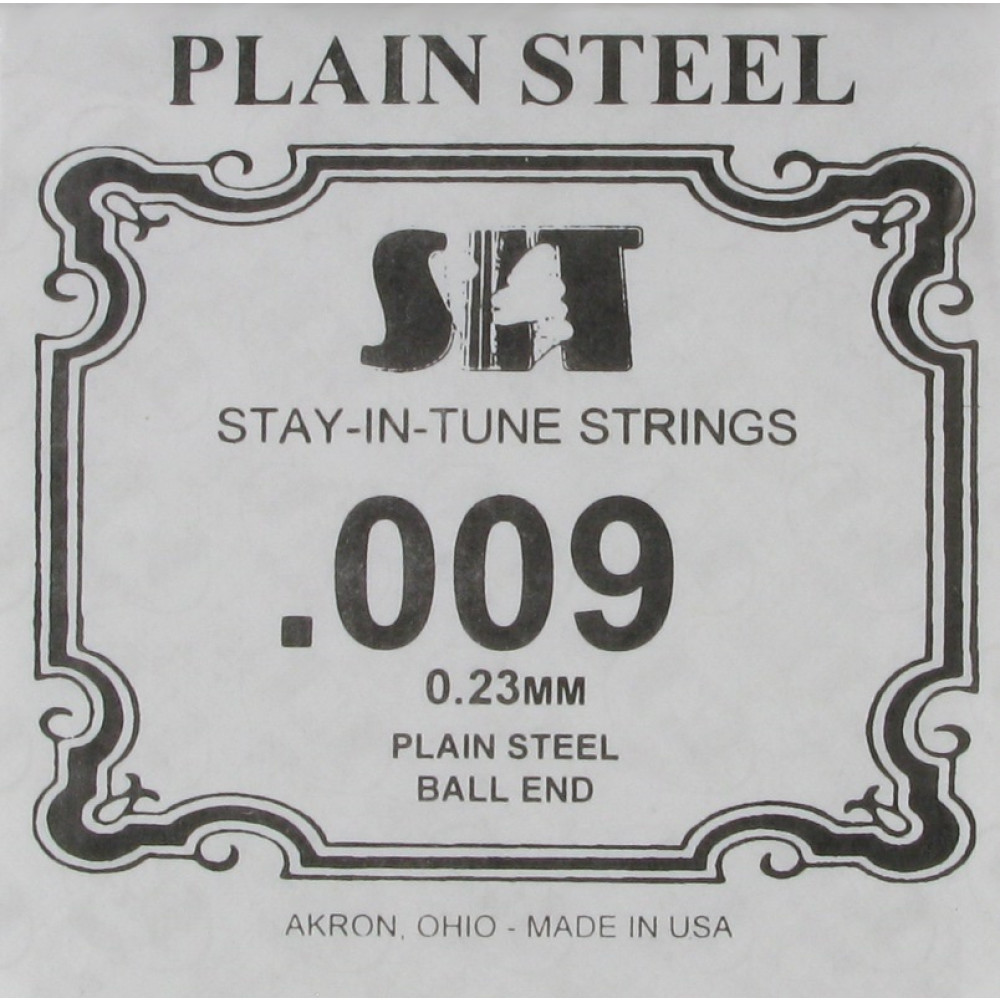 PLAIN STEEL
SIT
STAY-IN-TUNE STRINGS
.009
0.23MM
PLAIN STEEL
BALL END
AKRON, OHIO - MADE IN USA